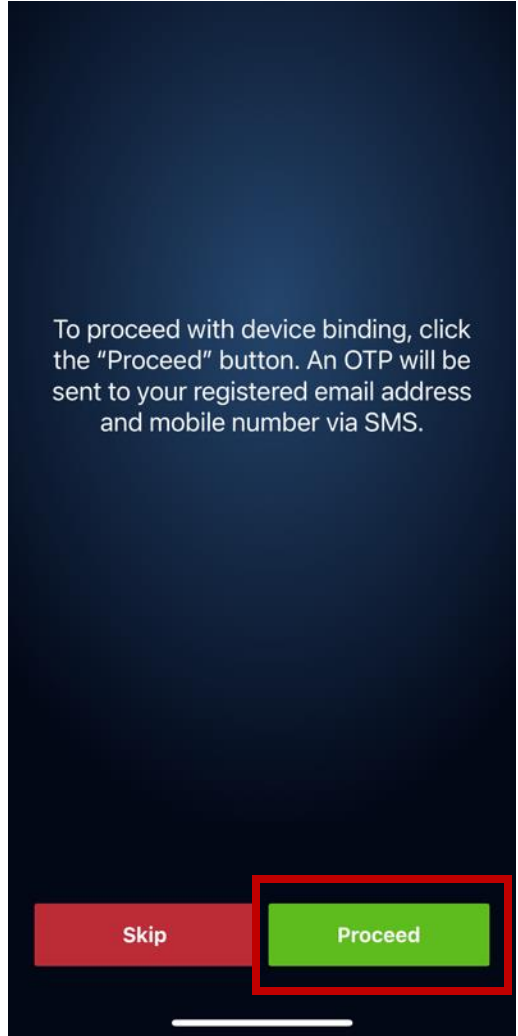 To proceed with device binding, click
the “Proceed” button. An OTP will be
sent to your registered email address
and mobile number via SMS.
Skip
Proceed